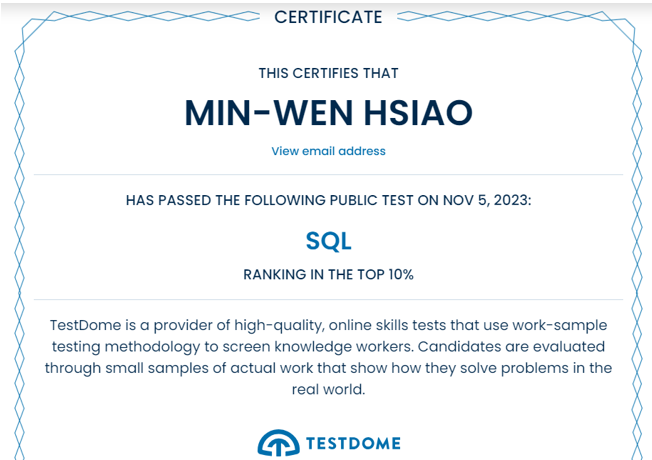 CERTIFICATE
THIS CERTIFIES THAT
MIN-WEN HSIAO
View email address
HAS PASSED THE FOLLOWING PUBLIC TEST ON NOV 5, 2023:
SQL
RANKING IN THE TOP 10%
TestDome is a provider of high-quality, online skills tests that use work-sample
testing methodology to screen knowledge workers. Candidates are evaluated
through small samples of actual work that show how they solve problems in the
real world.
TESTDOME